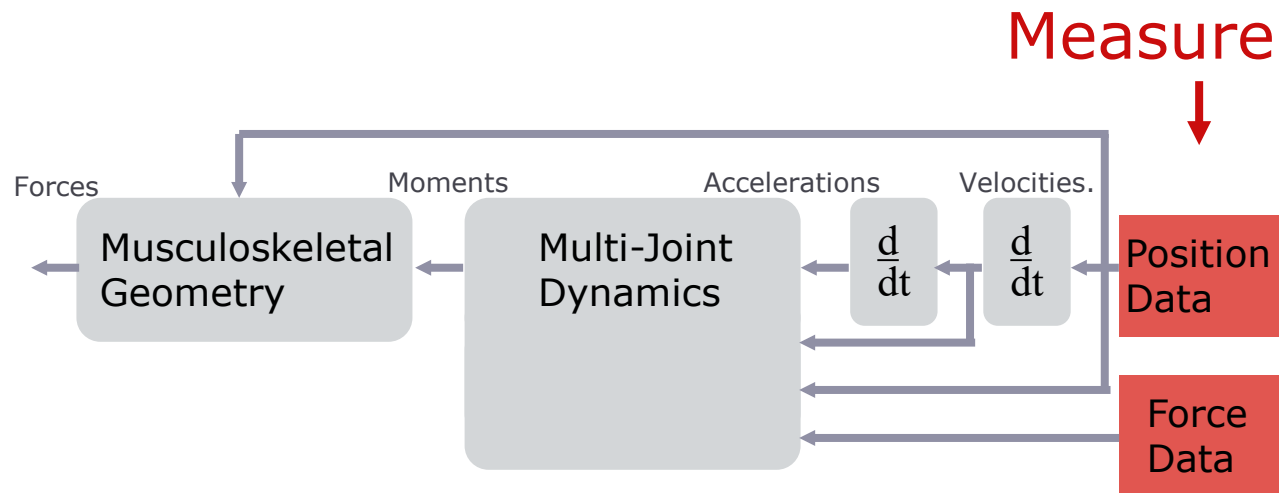 Measure
Forces
Moments
Accelerations
Velocities.
Musculoskeletal
Geometry
Multi-Joint
Dynamics
d
dt
d
dt
Position
Data
Force
Data